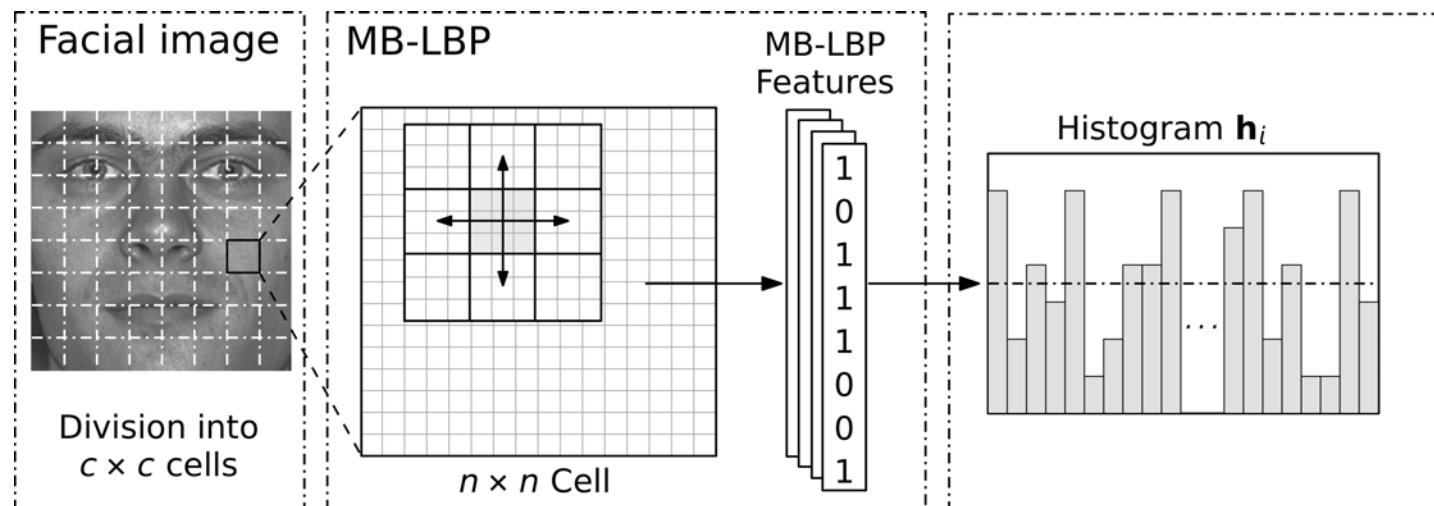 Facial image
Division into
c × c cells
MB-LBP
n × n Cell
MB-LBP
Features
1
0
1
1
1
0
0
1
Histogram h_i
...